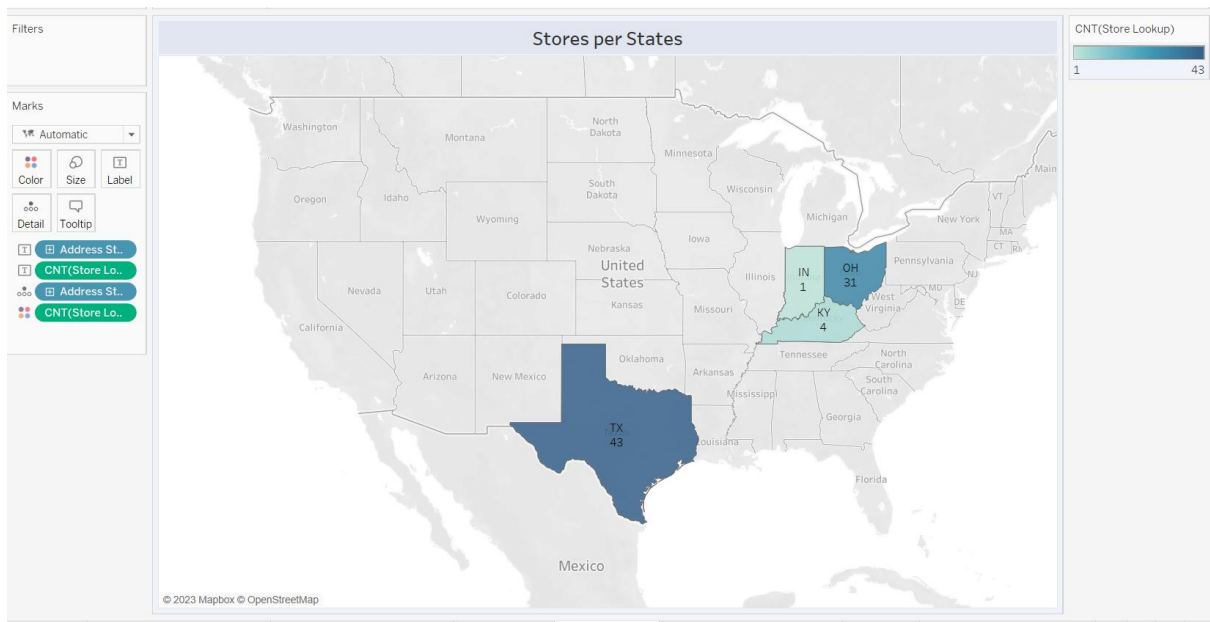 Filters
Marks
Automatic
Color
Size
Label
Detail
Tooltip
Address St..
CNT(Store Lo..
Address St..
CNT(Store Lo..
Stores per States
Washington
Montana
North
Dakota
Minnesota
Maine
Oregon
Idaho
South
Dakota
Wisconsin
VT
Wyoming
Michigan
New York
MA
CT RI
Nebraska
Iowa
United
States
Illinois
IN
1
OH
31
Pennsylvania
NJ
Nevada
Utah
Colorado
Kansas
Missouri
West
Virginia
MD
DE
California
KY
4
Arizona
New Mexico
Oklahoma
Arkansas
Tennessee
North
Carolina
South
Carolina
Mississippi
Georgia
TX
43
Louisiana
Florida
Mexico
© 2023 Mapbox © OpenStreetMap
CNT(Store Lookup)
1 43